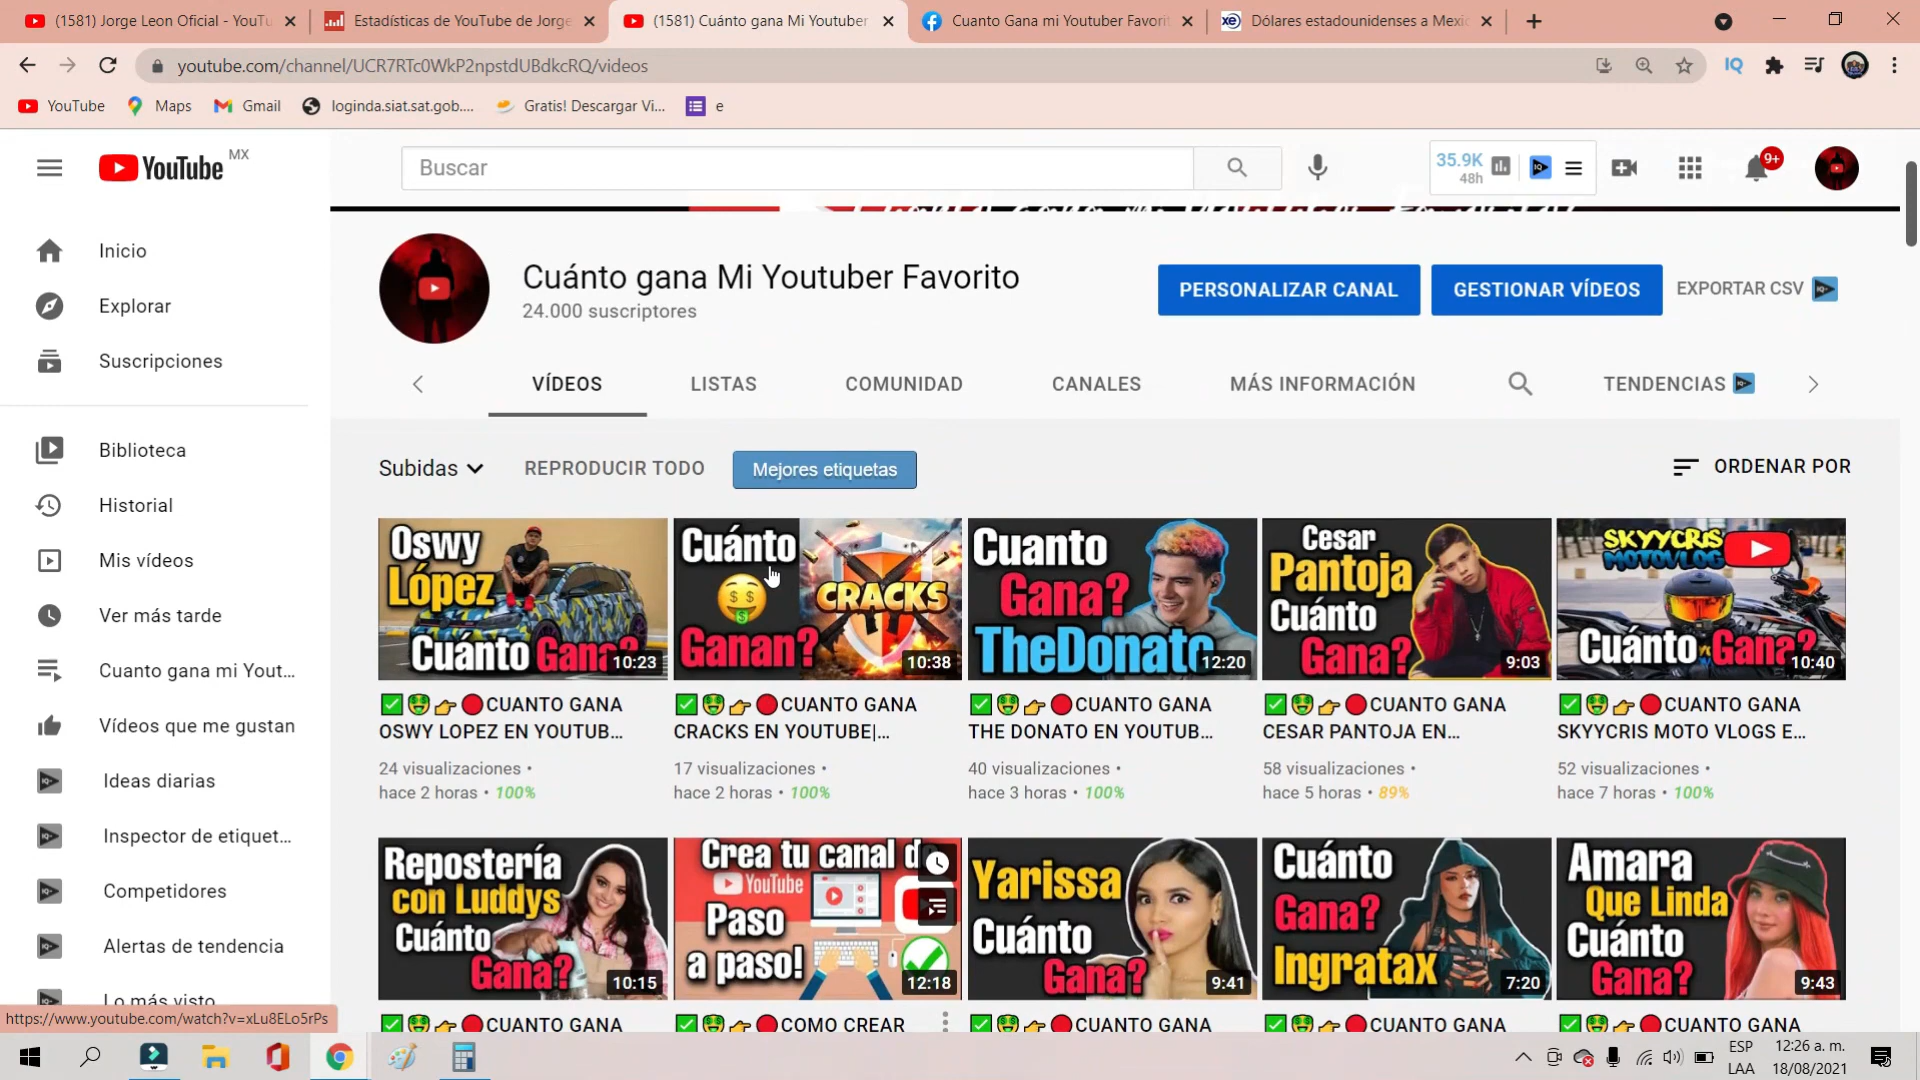 (1581) Jorge Leon Oficial - YouTu
Estadísticas de YouTube de Jorge
(1581) Cuánto gana Mi Youtuber
Cuanto Gana mi Youtuber Favorit
Dólares estadounidenses a Mexic
youtube.com/channel/UCR7RTc0WkP2npstdUBdkcRQ/videos
YouTube
Maps
Gmail
loginda.siat.sat.gob....
Gratis! Descargar Vi...
e
YouTube MX
Buscar
35.9K
48h
9+
Inicio
Explorar
Suscripciones
Biblioteca
Historial
Mis vídeos
Ver más tarde
Cuanto gana mi Yout...
Vídeos que me gustan
Ideas diarias
Inspector de etiquet...
Competidores
Alertas de tendencia
Lo más visto
https://www.youtube.com/watch?v=xLu8ELo5rPs
Cuánto gana Mi Youtuber Favorito
24.000 suscriptores
PERSONALIZAR CANAL
GESTIONAR VÍDEOS
EXPORTAR CSV
VÍDEOS
LISTAS
COMUNIDAD
CANALES
MÁS INFORMACIÓN
TENDENCIAS
Subidas
REPRODUCIR TODO
Mejores etiquetas
ORDENAR POR
Oswy
López
Cuánto Gana?
10:23
✅🤑👉🔴CUANTO GANA
OSWY LOPEZ EN YOUTUB...
24 visualizaciones •
hace 2 horas • 100%
Cuánto
Ganan?
CRACKS
10:38
✅🤑👉🔴CUANTO GANA
CRACKS EN YOUTUBE|...
17 visualizaciones •
hace 2 horas • 100%
Cuanto
Gana?
TheDonato
12:20
✅🤑👉🔴CUANTO GANA
THE DONATO EN YOUTUB...
40 visualizaciones •
hace 3 horas • 100%
Cesar
Pantoja
Cuánto
Gana?
9:03
✅🤑👉🔴CUANTO GANA
CESAR PANTOJA EN...
58 visualizaciones •
hace 5 horas • 89%
SKYYCRIS
MOTOVLOG
Cuánto Gana?
10:40
✅🤑👉🔴CUANTO GANA
SKYYCRIS MOTO VLOGS E...
52 visualizaciones •
hace 7 horas • 100%
Repostería
con Luddys
Cuánto
Gana?
10:15
✅🤑👉🔴CUANTO GANA
Crea tu canal d
YouTube
Paso
a paso!
12:18
✅🤑👉🔴COMO CREAR
Yarissa
Cuánto
Gana?
9:41
✅🤑👉🔴CUANTO GANA
Cuánto
Gana?
Ingratax
7:20
✅🤑👉🔴CUANTO GANA
Amara
Que Linda
Cuánto
Gana?
9:43
✅🤑👉🔴CUANTO GANA
ESP
LAA
12:26 a. m.
18/08/2021